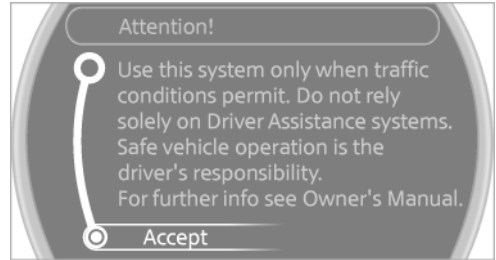 Attention!
Use this system only when traffic
conditions permit. Do not rely
solely on Driver Assistance systems.
Safe vehicle operation is the
driver's responsibility.
For further info see Owner's Manual.
Accept